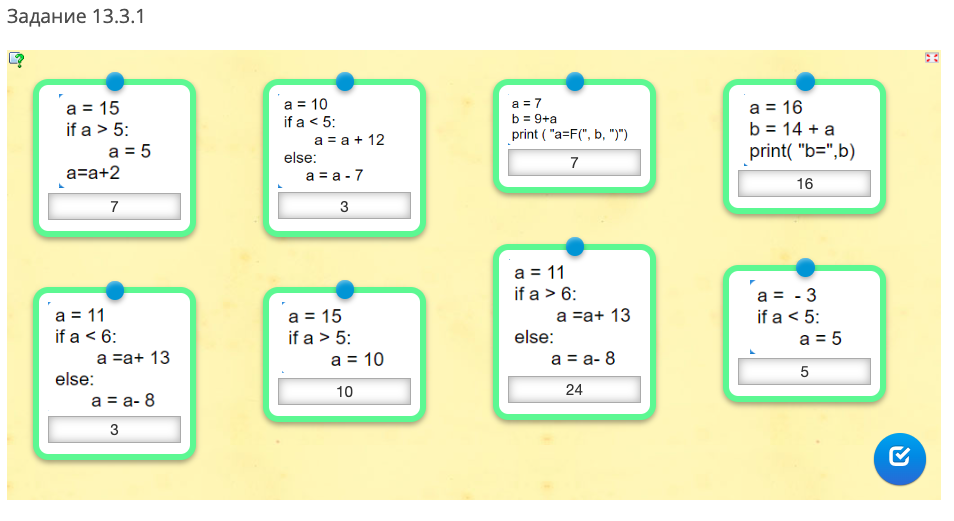 Задание 13.3.1
a = 15
if a > 5:
a = 5
a=a+2
7
a = 10
if a < 5:
a = a + 12
else:
a = a - 7
3
a = 7
b = 9+a
print ( "a=F(", b, ")")
7
a = 16
b = 14 + a
print( "b=",b)
16
a = 11
if a < 6:
a =a+ 13
else:
a = a- 8
3
a = 15
if a > 5:
a = 10
10
a = 11
if a > 6:
a =a+ 13
else:
a = a- 8
24
a = - 3
if a < 5:
a = 5
5